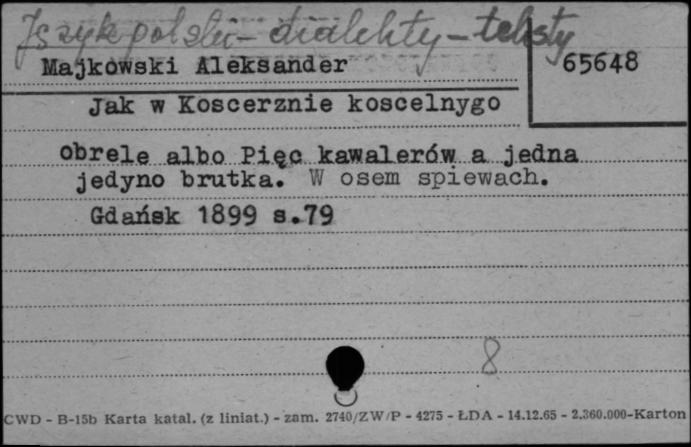 Język polski - dialekty - teksty
Majkowski Aleksander
65648
Jak w Koscerznie koscelnygo
obrele albo Pięc kawalerów a jedna
jedyno brutka. W osem spiewach.
Gdańsk 1899 s.79
8
CWD - B-15b Karta katal. (z liniat.) - zam. 2740/ZW/P - 4275 - ŁDA - 14.12.65 - 2.360.000-Karton